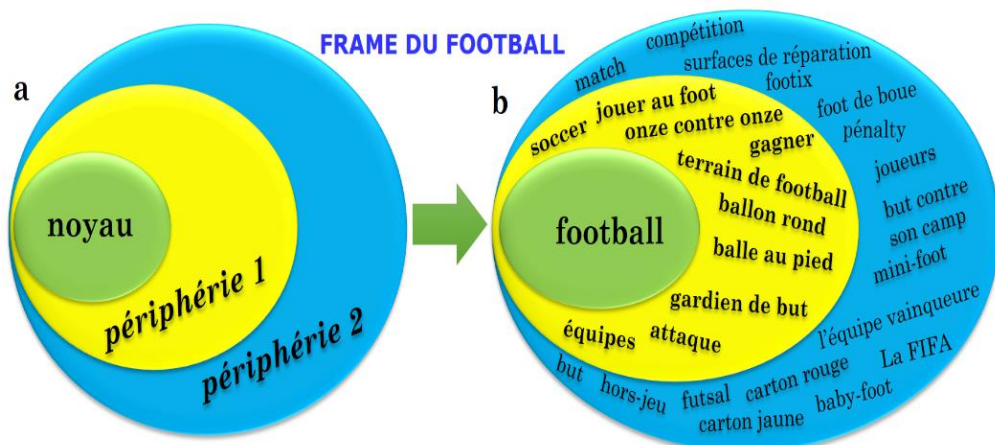 FRAME DU FOOTBALL
a
noyau
périphérie 1
périphérie 2
b
compétition
match
surfaces de réparation
footix
foot de boue
pénalty
joueurs
but contre
son camp
mini-foot
l'équipe vainqueure
La FIFA
baby-foot
carton rouge
carton jaune
futsal
hors-jeu
but
soccer
jouer au foot
onze contre onze
gagner
terrain de football
ballon rond
balle au pied
gardien de but
attaque
équipes
football